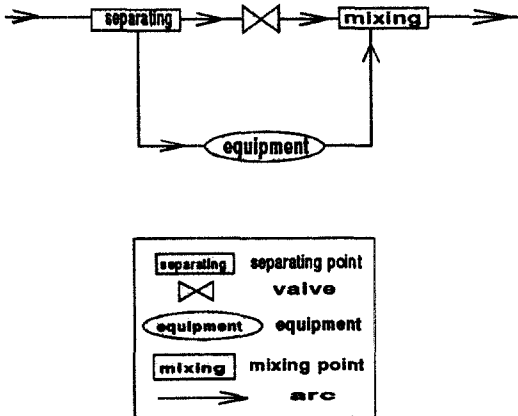 separating
mixing
equipment
separating separating point
valve
equipment equipment
mixing mixing point
arc